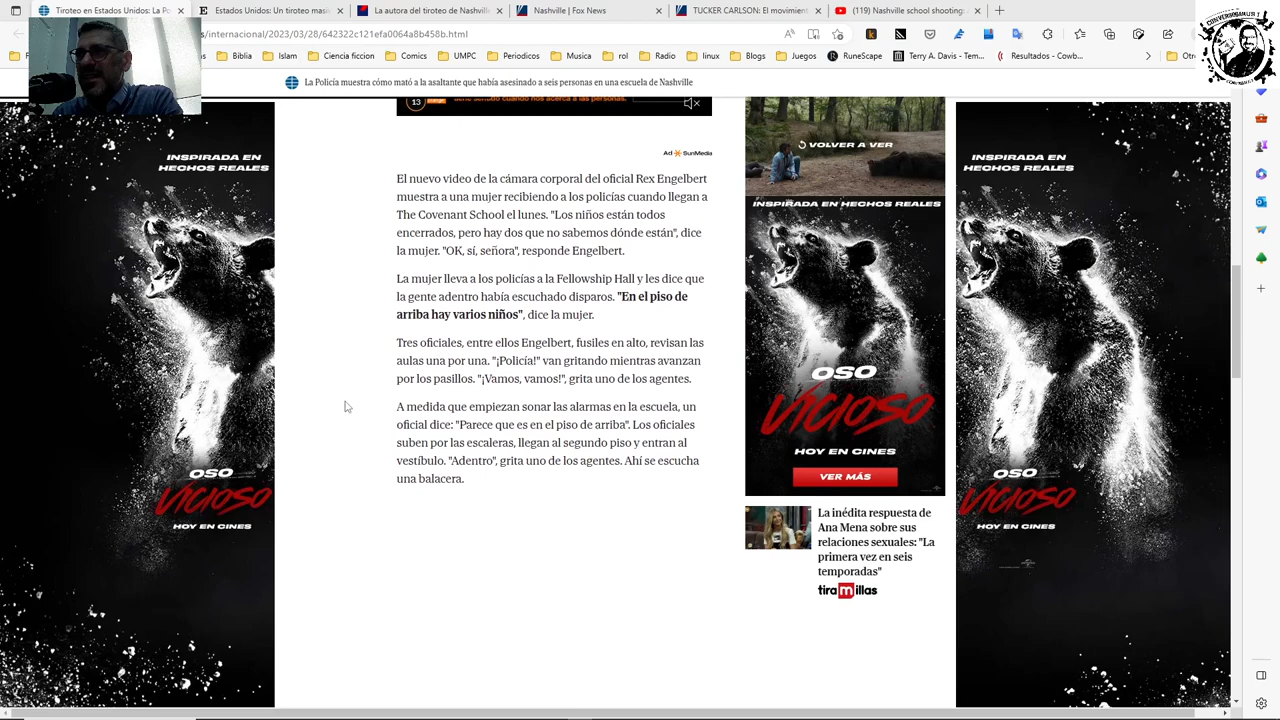 Tiroteo en Estados Unidos: La Po
Estados Unidos: Un tiroteo masi
La autora del tiroteo de Nashvill
Nashville | Fox News
TUCKER CARLSON: El movimien
(119) Nashville school shooting:
s/internacional/2023/03/28/642322c121efa0064a8b458b.html
Biblia
Islam
Ciencia ficcion
Comics
UMPC
Periodicos
Musica
rol
Radio
linux
Blogs
Juegos
RuneScape
Terry A. Davis - Tem...
Resultados - Cowb...
Otro
CONVERSEMUS!
La Policía muestra cómo mató a la asaltante que había asesinado a seis personas en una escuela de Nashville
13
tiene sentido cuando nos acerca a las personas.
Ad SunMedia
El nuevo video de la cámara corporal del oficial Rex Engelbert
muestra a una mujer recibiendo a los policías cuando llegan a
The Covenant School el lunes. "Los niños están todos
encerrados, pero hay dos que no sabemos dónde están", dice
la mujer. "OK, sí, señora", responde Engelbert.
La mujer lleva a los policías a la Fellowship Hall y les dice que
la gente adentro había escuchado disparos. "En el piso de
arriba hay varios niños", dice la mujer.
Tres oficiales, entre ellos Engelbert, fusiles en alto, revisan las
aulas una por una. "¡Policía!" van gritando mientras avanzan
por los pasillos. "¡Vamos, vamos!", grita uno de los agentes.
A medida que empiezan sonar las alarmas en la escuela, un
oficial dice: "Parece que es en el piso de arriba". Los oficiales
suben por las escaleras, llegan al segundo piso y entran al
vestíbulo. "Adentro", grita uno de los agentes. Ahí se escucha
una balacera.
INSPIRADA EN
HECHOS REALES
OSO
VICIOSO
HOY EN CINES
VOLVER A VER
INSPIRADA EN HECHOS REALES
OSO
VICIOSO
HOY EN CINES
VER MÁS
La inédita respuesta de
Ana Mena sobre sus
relaciones sexuales: "La
primera vez en seis
temporadas"
tiramillas
INSPIRADA EN
HECHOS REALES
OSO
VICIOSO
HOY EN CINES